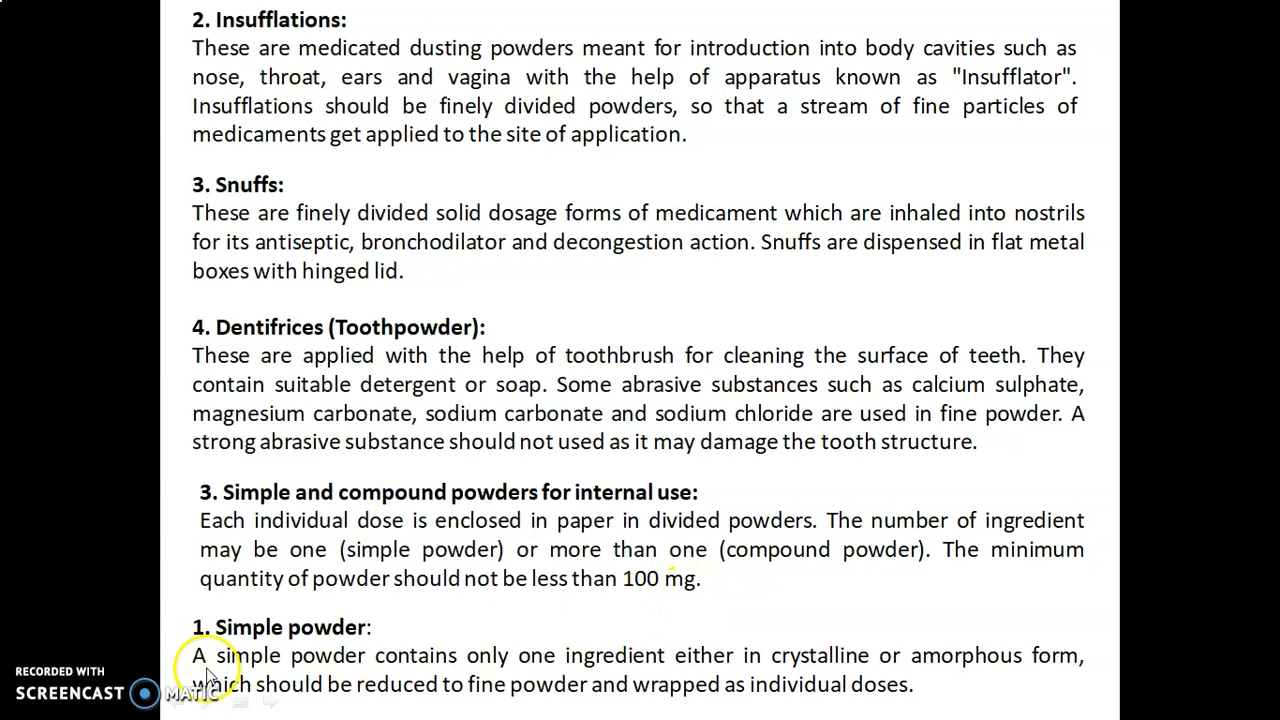 2. Insufflations:
These are medicated dusting powders meant for introduction into body cavities such as
nose, throat, ears and vagina with the help of apparatus known as "Insufflator".
Insufflations should be finely divided powders, so that a stream of fine particles of
medicaments get applied to the site of application.
3. Snuffs:
These are finely divided solid dosage forms of medicament which are inhaled into nostrils
for its antiseptic, bronchodilator and decongestion action. Snuffs are dispensed in flat metal
boxes with hinged lid.
4. Dentifrices (Toothpowder):
These are applied with the help of toothbrush for cleaning the surface of teeth. They
contain suitable detergent or soap. Some abrasive substances such as calcium sulphate,
magnesium carbonate, sodium carbonate and sodium chloride are used in fine powder. A
strong abrasive substance should not used as it may damage the tooth structure.
3. Simple and compound powders for internal use:
Each individual dose is enclosed in paper in divided powders. The number of ingredient
may be one (simple powder) or more than one (compound powder). The minimum
quantity of powder should not be less than 100 mg.
1. Simple powder:
A simple powder contains only one ingredient either in crystalline or amorphous form,
which should be reduced to fine powder and wrapped as individual doses.
RECORDED WITH
SCREENCAST MATIC